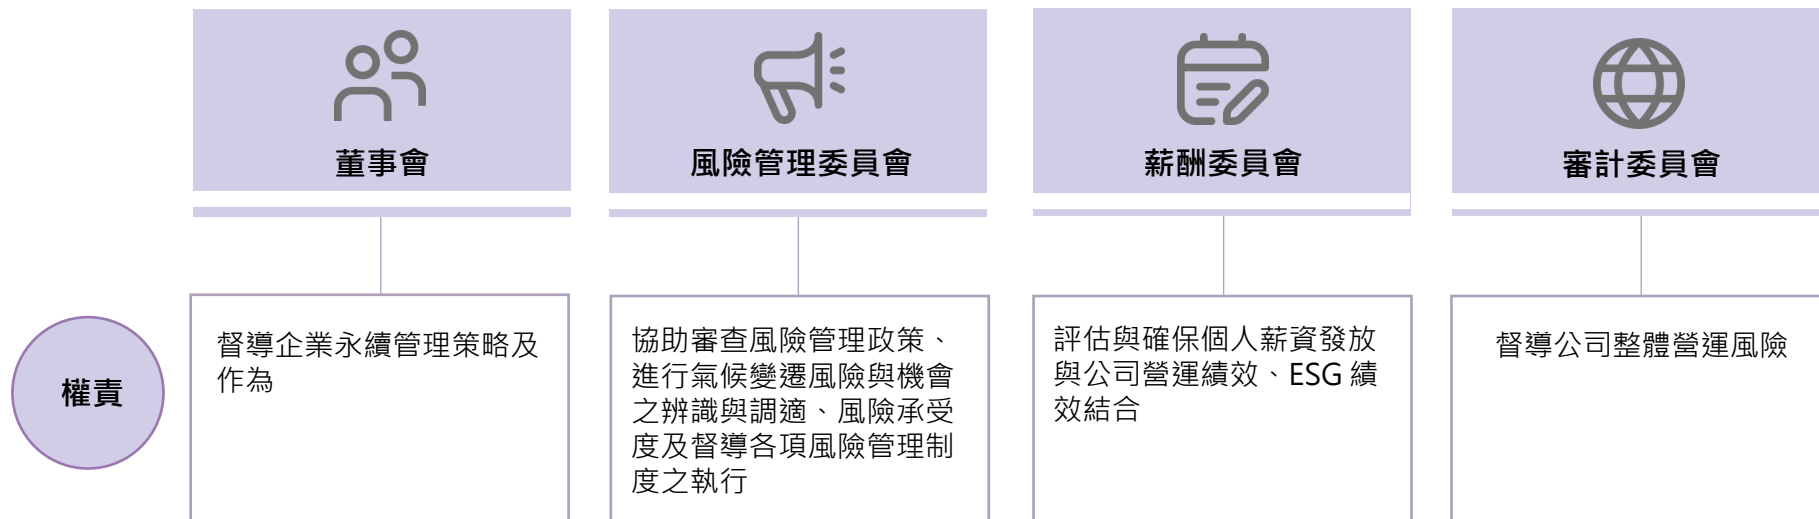 董事會
風險管理委員會
薪酬委員會
審計委員會
權責
督導企業永續管理策略及
作為
協助審查風險管理政策、
進行氣候變遷風險與機會
之辨識與調適、風險承受
度及督導各項風險管理制
度之執行
評估與確保個人薪資發放
與公司營運績效、ESG 績
效結合
督導公司整體營運風險